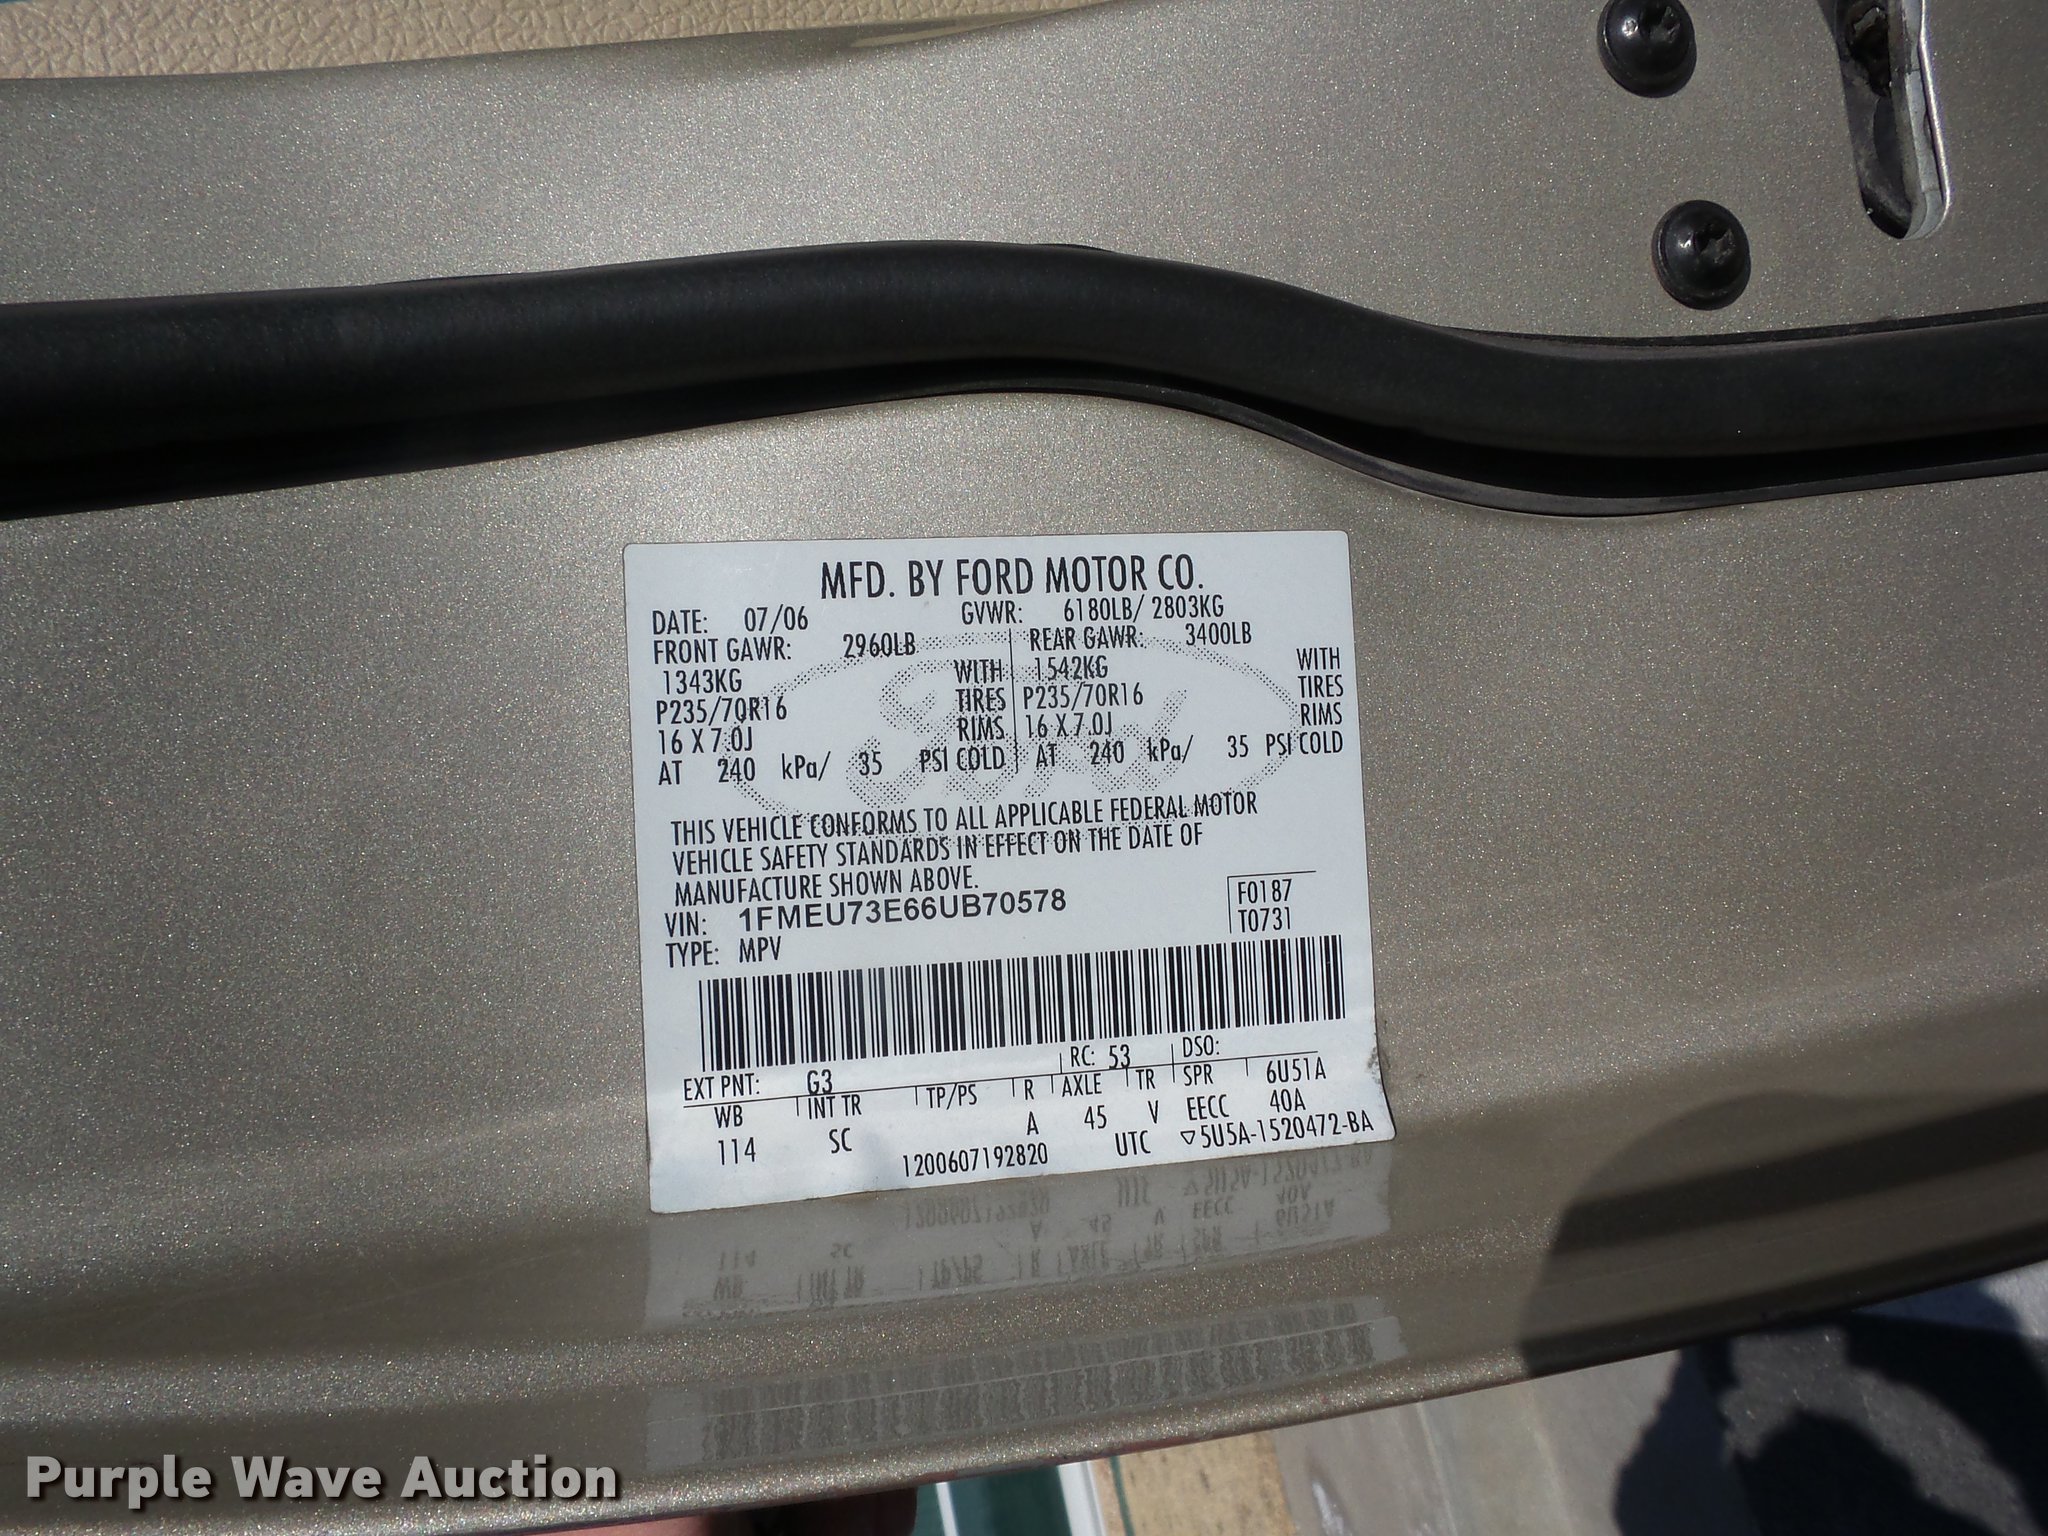 MFD. BY FORD MOTOR CO.
DATE: 07/06 GVWR: 6180LB/ 2803KG
FRONT GAWR: 2960LB REAR GAWR: 3400LB
1343KG WITH 1542KG WITH
P235/70R16 TIRES P235/70R16 TIRES
16 X 7.0J RIMS 16 X 7.0J RIMS
AT 240 kPa/ 35 PSI COLD AT 240 kPa/ 35 PSI COLD
THIS VEHICLE CONFORMS TO ALL APPLICABLE FEDERAL MOTOR
VEHICLE SAFETY STANDARDS IN EFFECT ON THE DATE OF
MANUFACTURE SHOWN ABOVE.
VIN: 1FMEU73E66UB70578 F0187
TYPE: MPV T0731
EXT PNT: G3 RC: 53 DSO:
WB INT TR TP/PS R AXLE TR SPR 6U51A
114 SC A 45 V EECC 40A
1200607192820 UTC ▽5U5A-1520472-BA
Ford
Purple Wave Auction